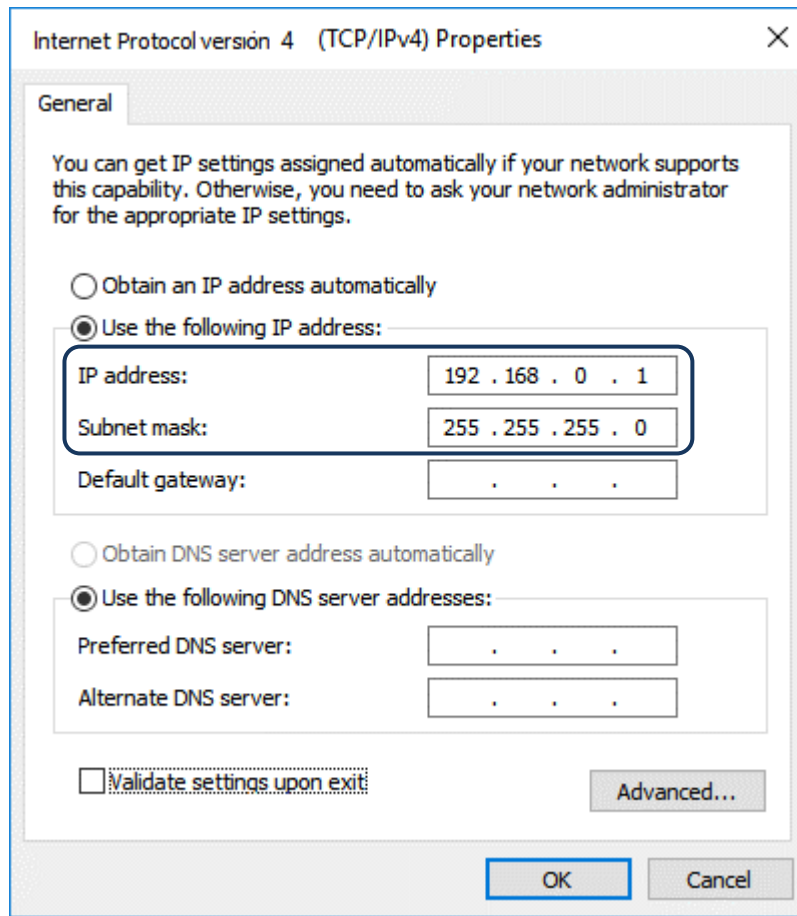 Internet Protocol versión 4 (TCP/IPv4) Properties
General
You can get IP settings assigned automatically if your network supports
this capability. Otherwise, you need to ask your network administrator
for the appropriate IP settings.
Obtain an IP address automatically
Use the following IP address:
IP address: 192 . 168 . 0 . 1
Subnet mask: 255 . 255 . 255 . 0
Default gateway: . . .
Obtain DNS server address automatically
Use the following DNS server addresses:
Preferred DNS server: . . .
Alternate DNS server: . . .
Validate settings upon exit
Advanced...
OK Cancel